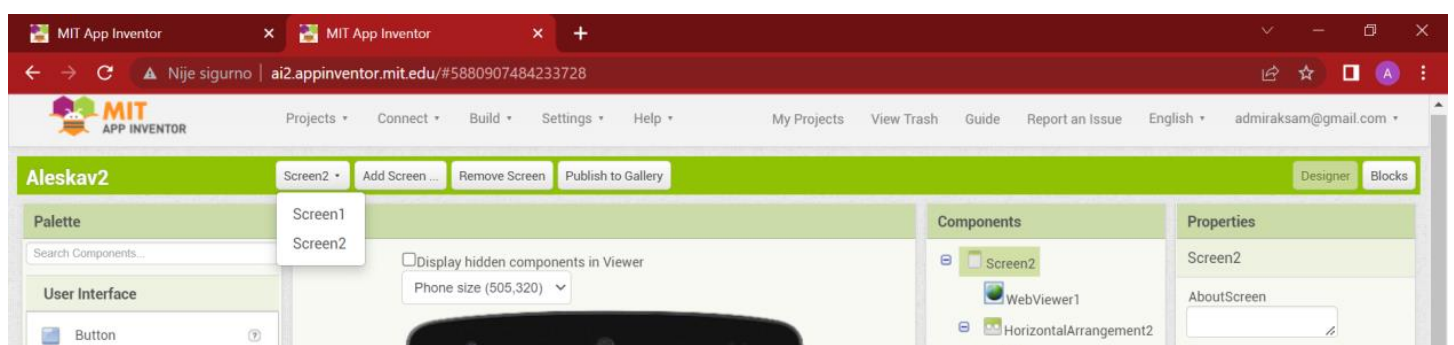 MIT App Inventor
MIT App Inventor
Nije sigurno | ai2.appinventor.mit.edu/#5880907484233728
A
MIT
APP INVENTOR
Projects Connect Build Settings Help My Projects View Trash Guide Report an Issue English admiraksam@gmail.com
Aleskav2 Screen2 Add Screen ... Remove Screen Publish to Gallery Designer Blocks
Palette
Search Components...
User Interface
Button
?
Screen1
Screen2
Display hidden components in Viewer
Phone size (505,320)
Components
Screen2
WebViewer1
HorizontalArrangement2
Properties
Screen2
AboutScreen